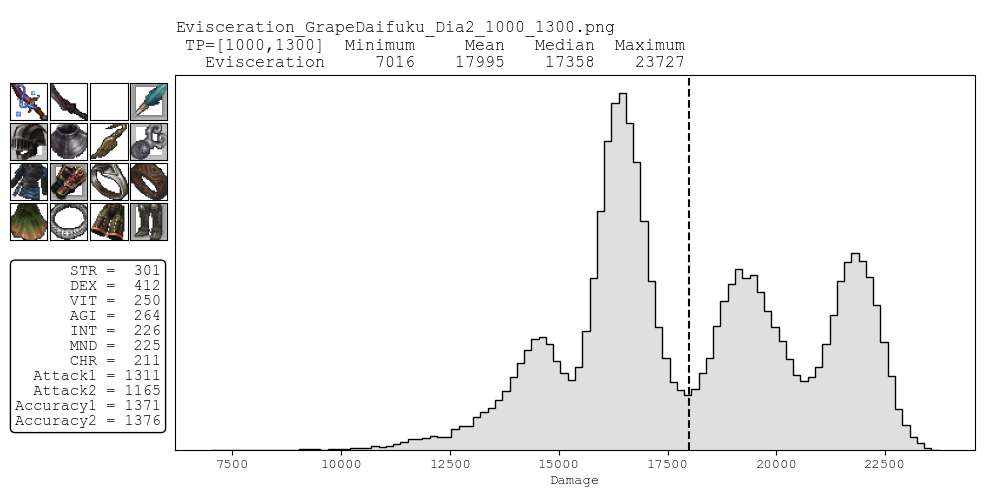 Evisceration_GrapeDaifuku_Dia2_1000_1300.png
TP=[1000,1300] Minimum Mean Median Maximum
Evisceration 7016 17995 17358 23727
STR = 301
DEX = 412
VIT = 250
AGI = 264
INT = 226
MND = 225
CHR = 211
Attack1 = 1311
Attack2 = 1165
Accuracy1 = 1371
Accuracy2 = 1376
7500 10000 12500 15000 17500 20000 22500
Damage